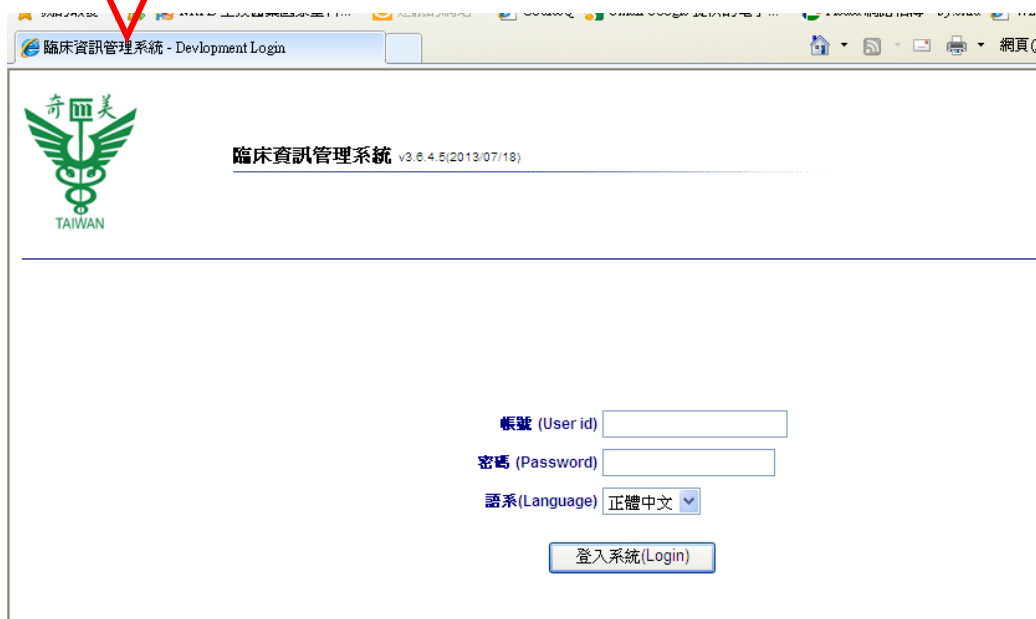 臨床資訊管理系統 - Devlopment Login
網頁(
奇美
TAIWAN
臨床資訊管理系統 v3.6.4.5(2013/07/18)
帳號 (User id)
密碼 (Password)
語系(Language) 正體中文
登入系統(Login)